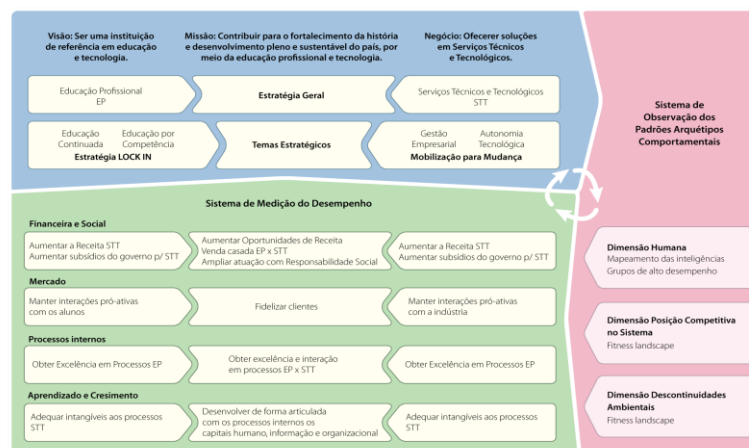 Visão: Ser uma instituição
de referência em educação
e tecnologia.
Missão: Contribuir para o fortalecimento da história
e desenvolvimento pleno e sustentável do país, por
meio da educação profissional e tecnologia.
Negócio: Ofecerer soluções
em Serviços Técnicos
e Tecnológicos.
Educação Profissional
EP
Estratégia Geral
Serviços Técnicos e Tecnológicos
STT
Educação
Continuada
Educação por
Competência
Estratégia LOCK IN
Temas Estratégicos
Gestão
Empresarial
Autonomia
Tecnológica
Mobilização para Mudança
Sistema de
Observação dos
Padrões Arquétipos
Comportamentais
Sistema de Medição do Desempenho
Financeira e Social
Aumentar a Receita STT
Aumentar subsídios do governo p/ STT
Aumentar Oportunidades de Receita
Venda casada EP x STT
Ampliar atuação com Responsabilidade Social
Aumentar a Receita STT
Aumentar subsídios do governo p/ STT
Mercado
Manter interações pró-ativas
com os alunos
Fidelizar clientes
Manter interações pró-ativas
com a indústria
Processos internos
Obter Excelência em Processos EP
Obter excelência e interação
em processos EP x STT
Obter Excelência em Processos EP
Aprendizado e Cresimento
Adequar intangíveis aos processos
STT
Desenvolver de forma articulada
com os processos internos os
capitais humano, informação e organizacional
Adequar intangíveis aos processos
STT
Dimensão Humana
Mapeamento das inteligências
Grupos de alto desempenho
Dimensão Posição Competitiva
no Sistema
Fitness landscape
Dimensão Descontinuidades
Ambientais
Fitness landscape